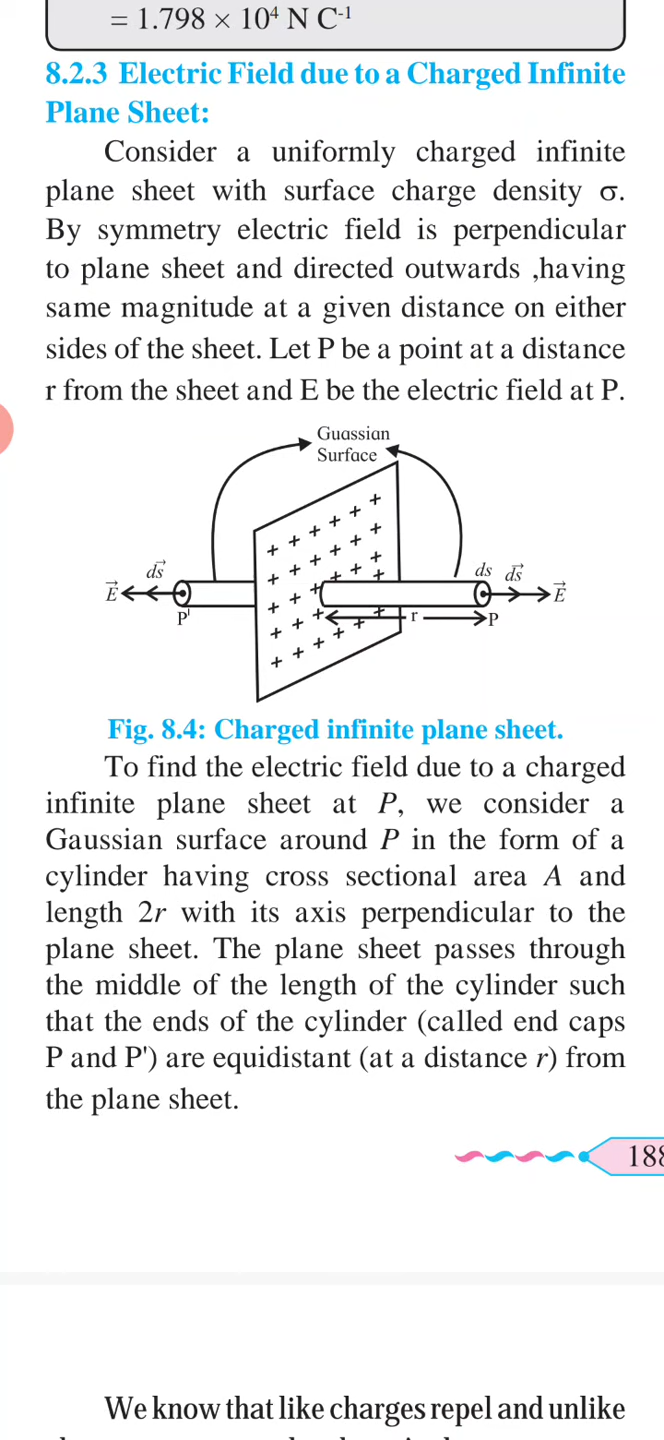 = 1.798 × 10⁴ N C⁻¹
8.2.3 Electric Field due to a Charged Infinite
Plane Sheet:
Consider a uniformly charged infinite
plane sheet with surface charge density σ.
By symmetry electric field is perpendicular
to plane sheet and directed outwards ,having
same magnitude at a given distance on either
sides of the sheet. Let P be a point at a distance
r from the sheet and E be the electric field at P.
Guassian
Surface
ds⃗
E⃗
P'
ds ds⃗
E⃗
r
P
Fig. 8.4: Charged infinite plane sheet.
To find the electric field due to a charged
infinite plane sheet at P, we consider a
Gaussian surface around P in the form of a
cylinder having cross sectional area A and
length 2r with its axis perpendicular to the
plane sheet. The plane sheet passes through
the middle of the length of the cylinder such
that the ends of the cylinder (called end caps
P and P') are equidistant (at a distance r) from
the plane sheet.
188
We know that like charges repel and unlike